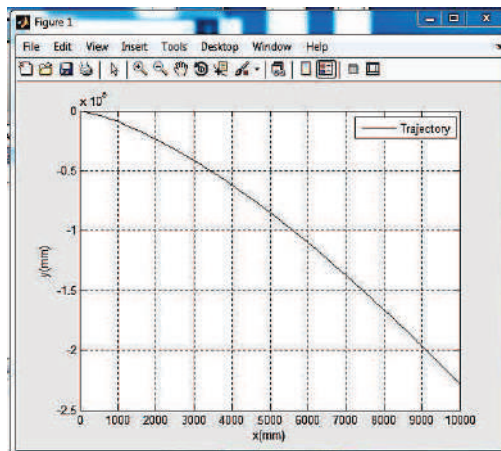 Figure 1
File Edit View Insert Tools Desktop Window Help
Trajectory
0
-0.5
-1
-1.5
-2
-2.5
y(mm)
0 1000 2000 3000 4000 5000 6000 7000 8000 9000 10000
x(mm)